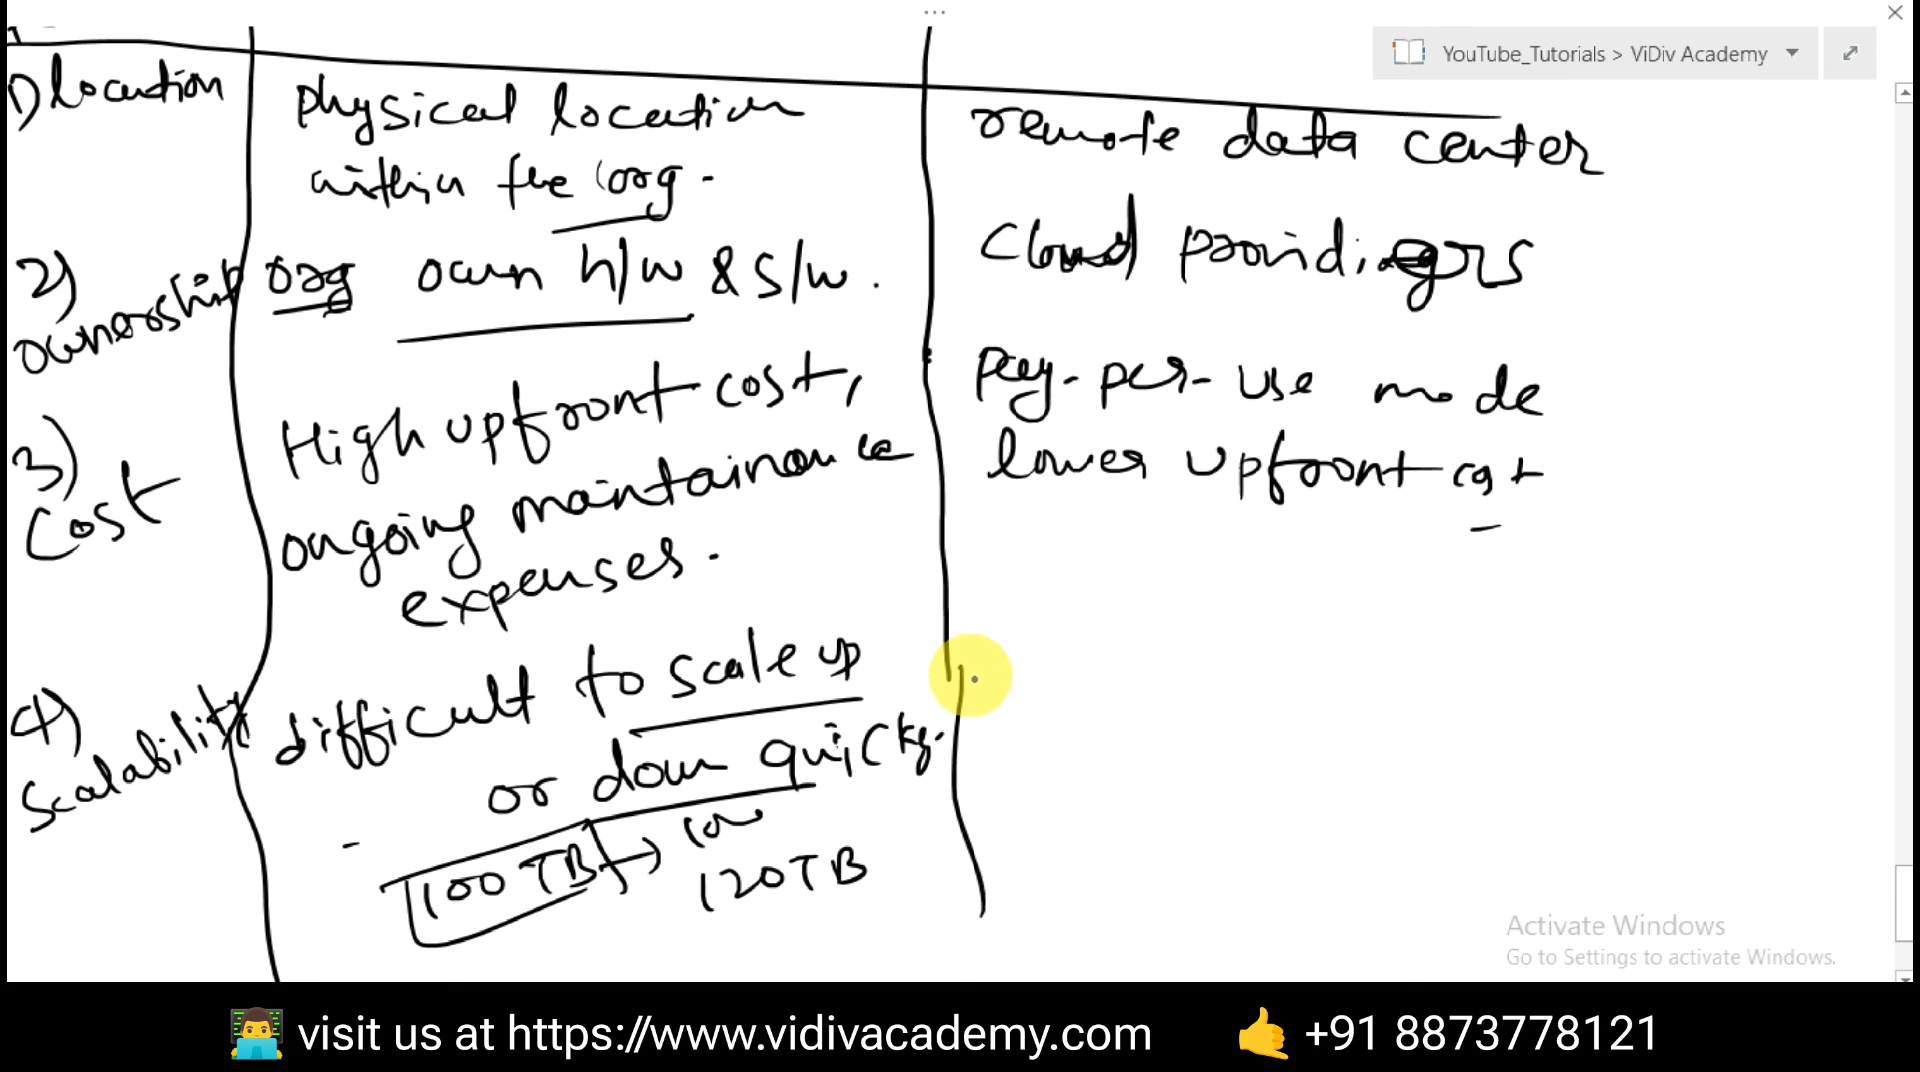 YouTube_Tutorials > ViDiv Academy
1) location
physical location
within the org.
remote data center
2)
ownership
org own h/w & s/w.
Cloud providers
3)
Cost
High upfront cost,
ongoing maintainance
expenses.
Pay-per-use mode
lower upfront cost
4)
Scalability
difficult to scale up
or down quickly.
100 TB → 100
120TB
Activate Windows
Go to Settings to activate Windows.
visit us at https://www.vidivacademy.com
+91 8873778121